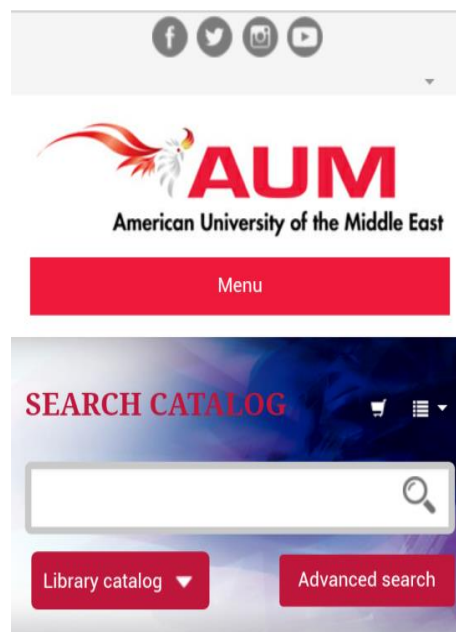 AUM
American University of the Middle East
Menu
SEARCH CATALOG
Library catalog
Advanced search